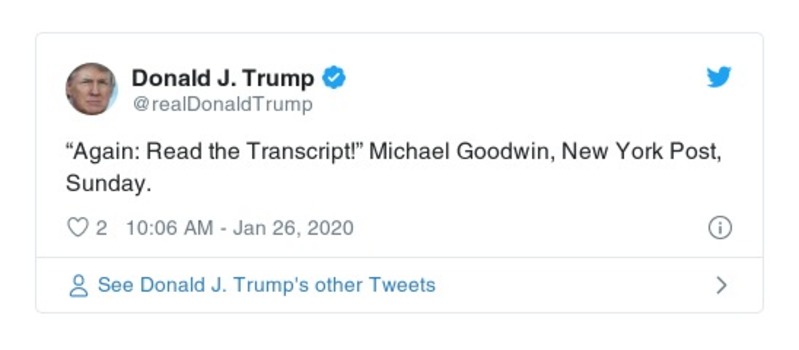 Donald J. Trump
@realDonaldTrump
“Again: Read the Transcript!” Michael Goodwin, New York Post,
Sunday.
2 10:06 AM - Jan 26, 2020
See Donald J. Trump's other Tweets